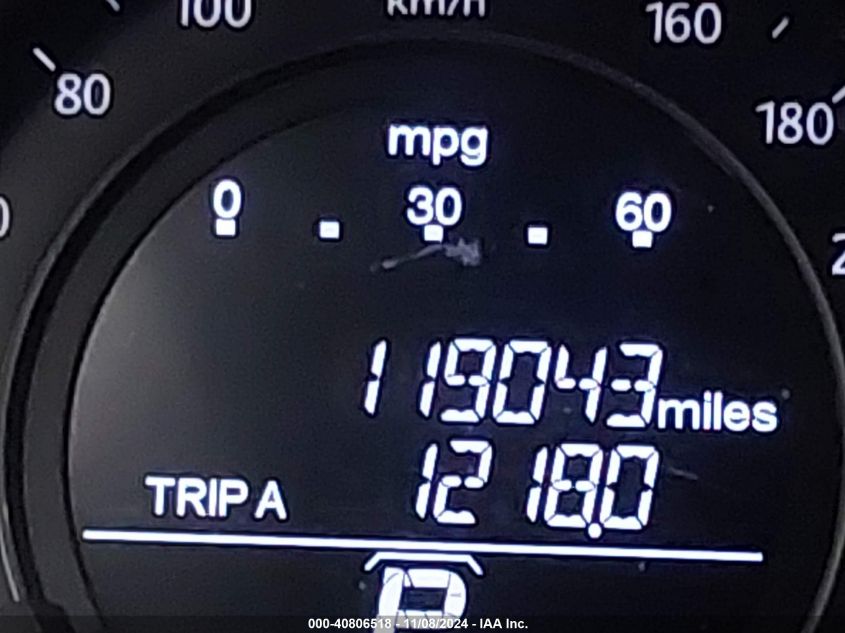 100
km/h
160
80
180
mpg
0 30 60
119043 miles
TRIP A 1218.0
P
000-40806518 - 11/08/2024 - IAA Inc.